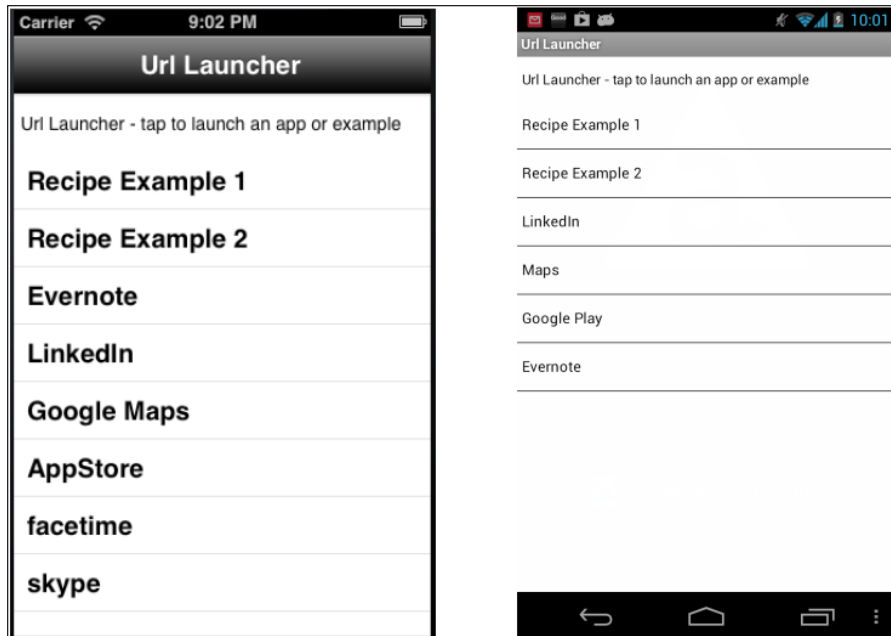 Carrier 9:02 PM
Url Launcher
Url Launcher - tap to launch an app or example
Recipe Example 1
Recipe Example 2
Evernote
LinkedIn
Google Maps
AppStore
facetime
skype
10:01
Url Launcher
Url Launcher - tap to launch an app or example
Recipe Example 1
Recipe Example 2
LinkedIn
Maps
Google Play
Evernote